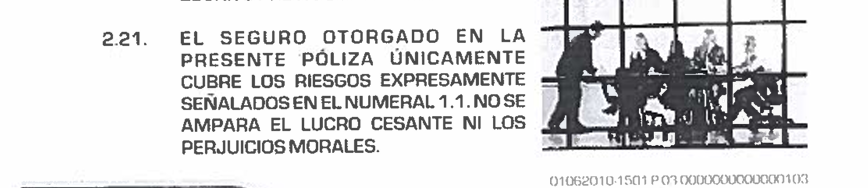 2.21. EL SEGURO OTORGADO EN LA
PRESENTE PÓLIZA ÚNICAMENTE
CUBRE LOS RIESGOS EXPRESAMENTE
SEÑALADOS EN EL NUMERAL 1.1. NO SE
AMPARA EL LUCRO CESANTE NI LOS
PERJUICIOS MORALES.
01062010-1501 P 03 0000000000000103